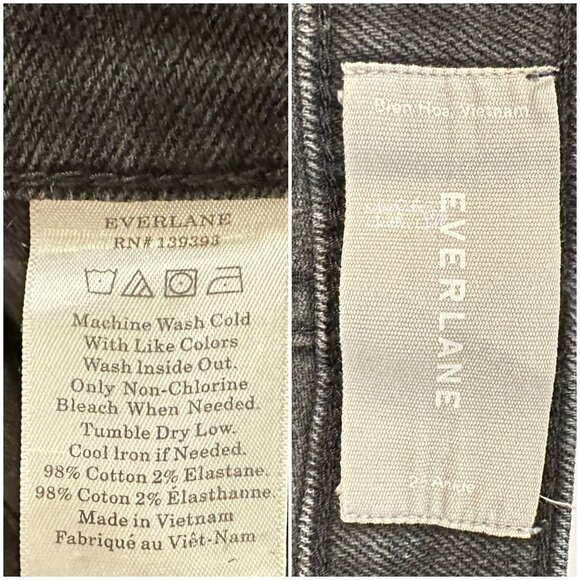 EVERLANE
RN# 139393
Machine Wash Cold
With Like Colors
Wash Inside Out.
Only Non-Chlorine
Bleach When Needed.
Tumble Dry Low.
Cool Iron if Needed.
98% Cotton 2% Elastane.
98% Coton 2% Élasthanne.
Made in Vietnam
Fabriqué au Viêt-Nam
Vietnam
EVERLANE